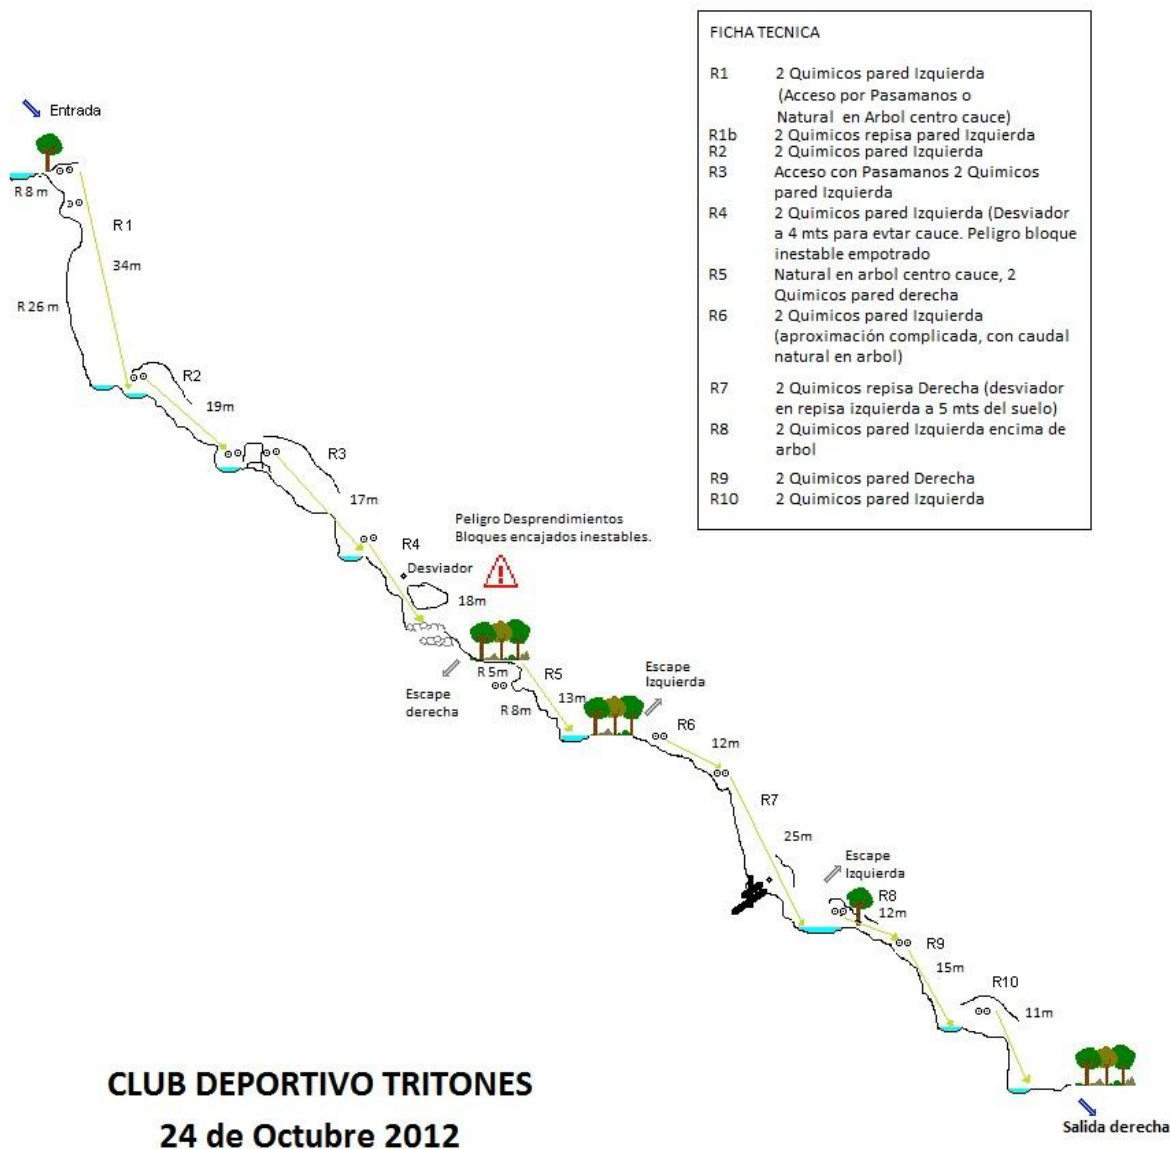 FICHA TECNICA
R1 2 Quimicos pared Izquierda
(Acceso por Pasamanos o
Natural en Arbol centro cauce)
R1b 2 Quimicos repisa pared Izquierda
R2 2 Quimicos pared Izquierda
R3 Acceso con Pasamanos 2 Quimicos
pared Izquierda
R4 2 Quimicos pared Izquierda (Desviador
a 4 mts para evtar cauce. Peligro bloque
inestable empotrado
R5 Natural en arbol centro cauce, 2
Quimicos pared derecha
R6 2 Quimicos pared Izquierda
(aproximación complicada, con caudal
natural en arbol)
R7 2 Quimicos repisa Derecha (desviador
en repisa izquierda a 5 mts del suelo)
R8 2 Quimicos pared Izquierda encima de
arbol
R9 2 Quimicos pared Derecha
R10 2 Quimicos pared Izquierda
Entrada
R 8 m
R1
34m
R 26 m
R2
19m
R3
17m
Peligro Desprendimientos
Bloques encajados inestables.
R4
Desviador
18m
Escape
derecha
R 5m
R 8m
R5
13m
Escape
Izquierda
R6
12m
R7
25m
Escape
Izquierda
R8
12m
R9
15m
R10
11m
Salida derecha
CLUB DEPORTIVO TRITONES
24 de Octubre 2012